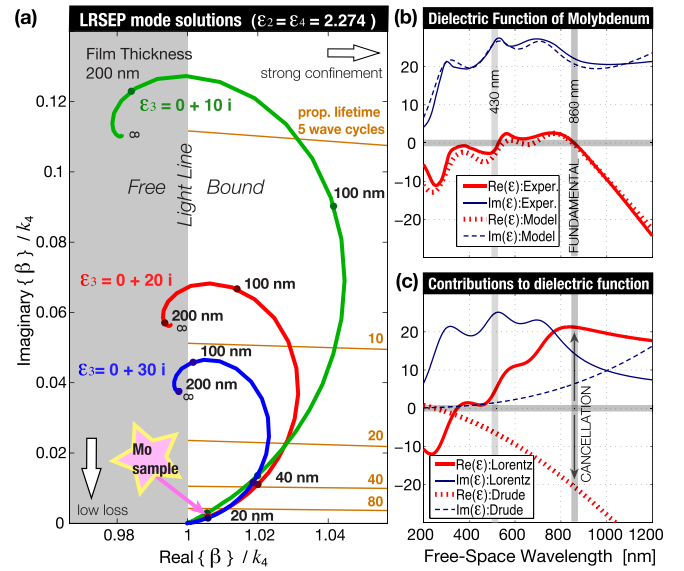 (a)
LRSEP mode solutions (ε2 = ε4 = 2.274)
Film Thickness
200 nm
strong confinement
ε3 = 0 + 10 i
prop. lifetime
5 wave cycles
∞
Free
Light Line
Bound
100 nm
ε3 = 0 + 20 i
100 nm
200 nm
∞
10
ε3= 0 + 30 i
100 nm
200 nm
∞
20
Mo
sample
40 nm
40
low loss
20 nm
80
0
0.02
0.04
0.06
0.08
0.1
0.12
Imaginary { β } / k4
0.98
1
1.02
1.04
Real { β } / k4
(b)
Dielectric Function of Molybdenum
20
10
0
−10
−20
430 nm
860 nm
FUNDAMENTAL
Re(ε):Exper.
Im(ε):Exper.
Re(ε):Model
Im(ε):Model
(c)
Contributions to dielectric function
20
10
0
−10
−20
CANCELLATION
Re(ε):Lorentz
Im(ε):Lorentz
Re(ε):Drude
Im(ε):Drude
200
400
600
800
1000
1200
Free-Space Wavelength [nm]